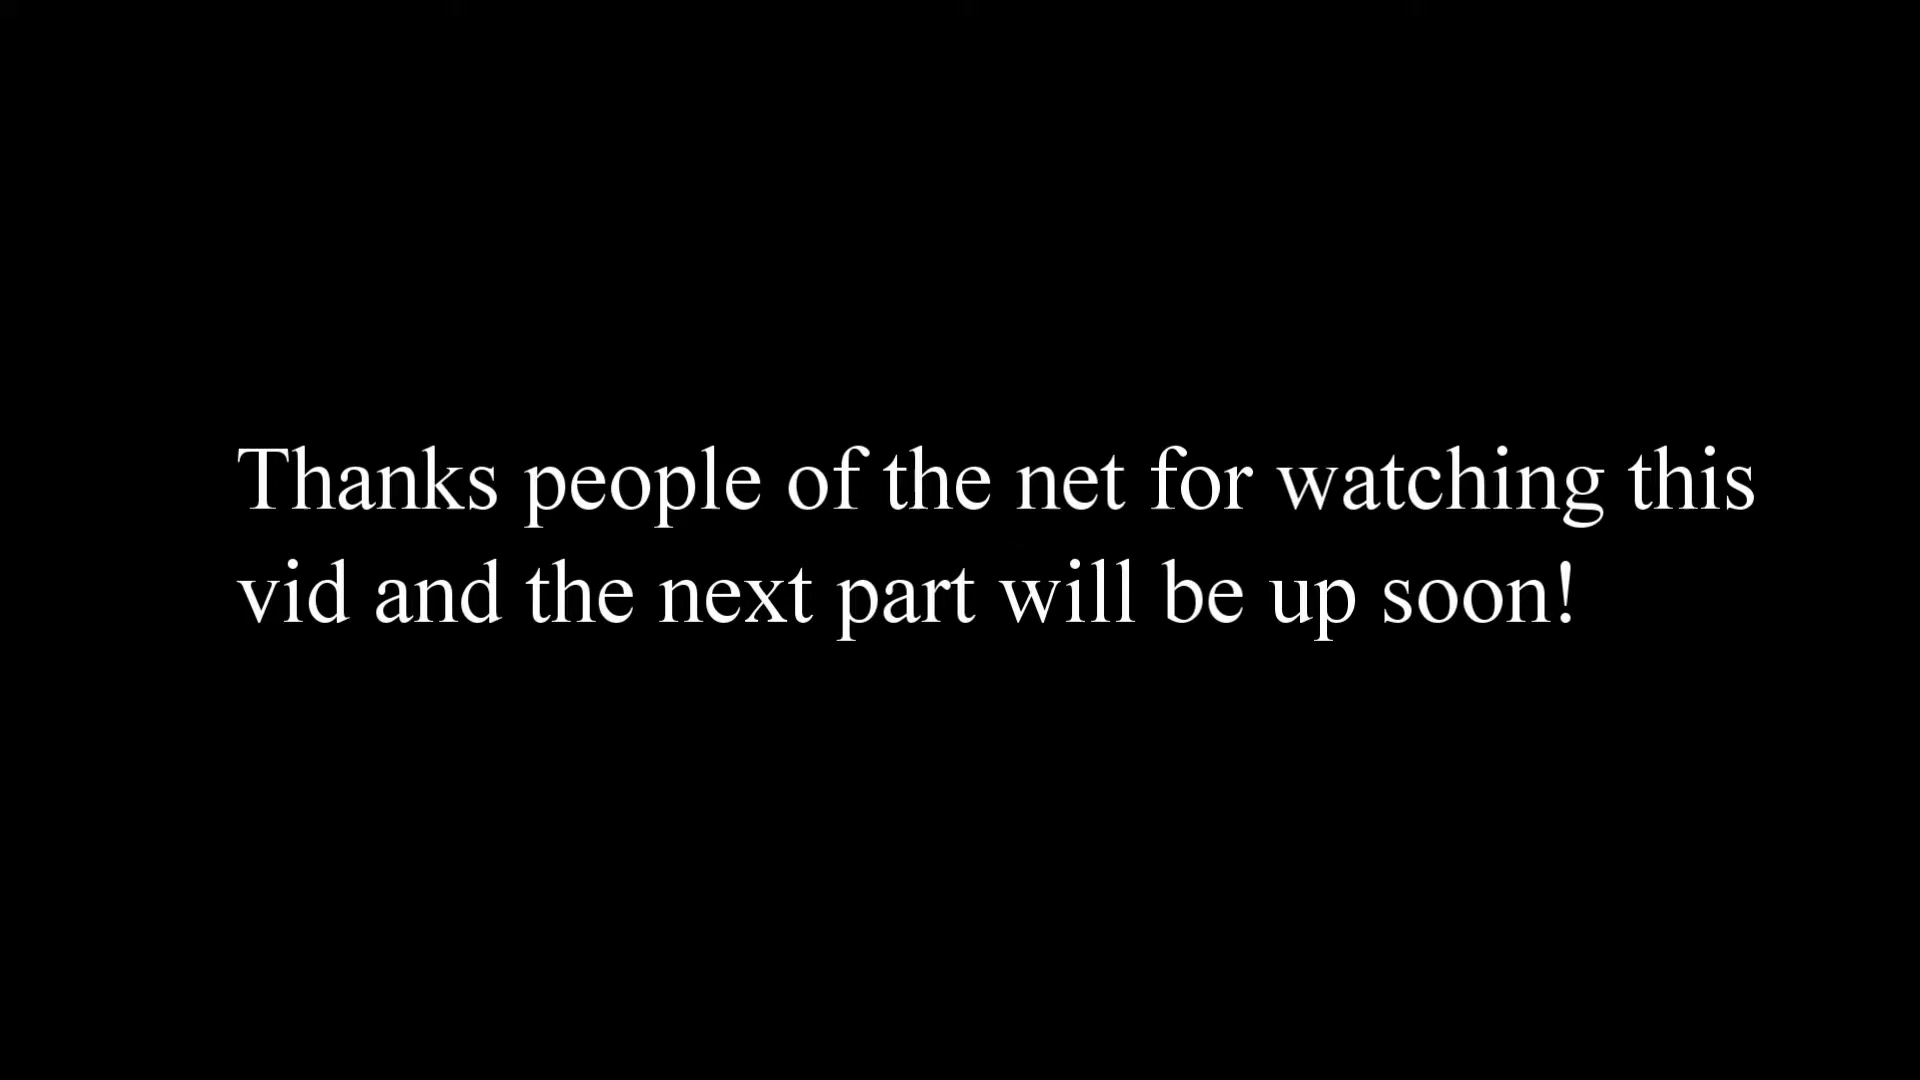 Thanks people of the net for watching this
vid and the next part will be up soon!